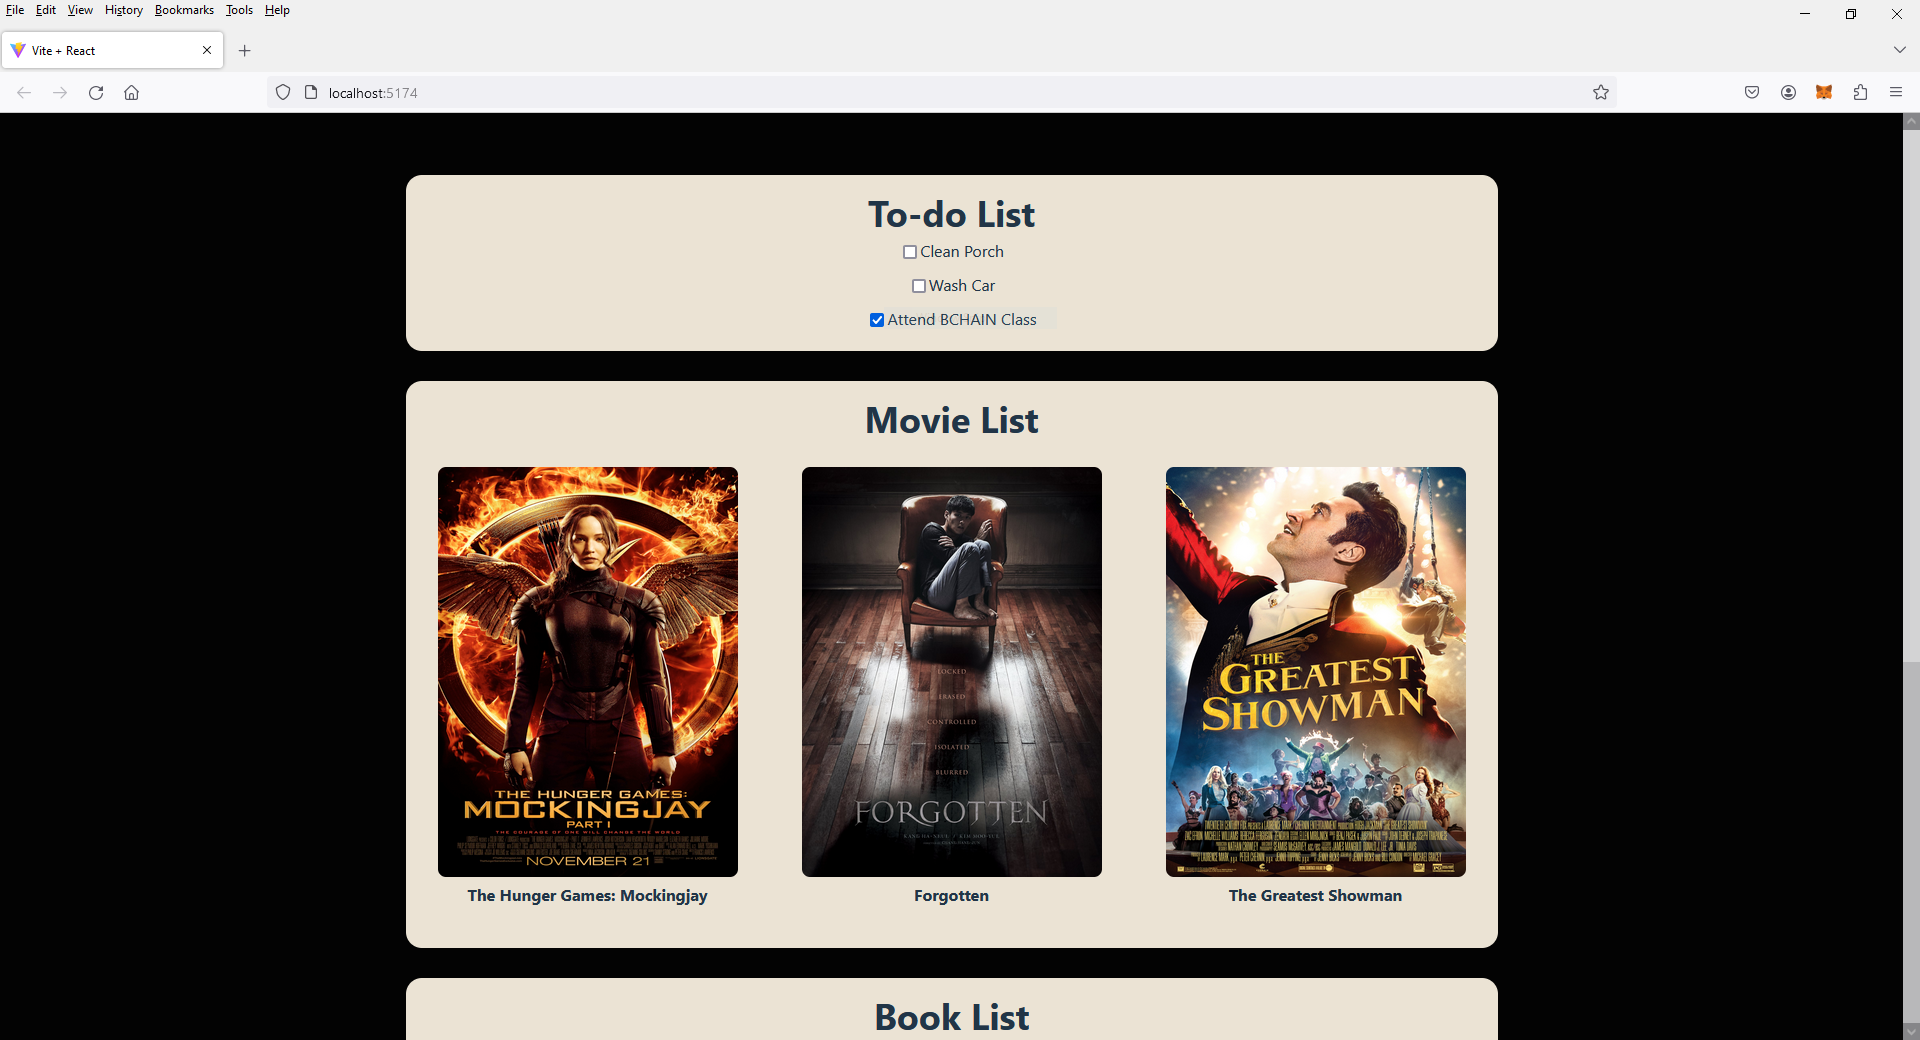 File Edit View History Bookmarks Tools Help
Vite + React
localhost:5174
To-do List
Clean Porch
Wash Car
Attend BCHAIN Class
Movie List
THE HUNGER GAMES:
MOCKINGJAY
PART 1
THE COURAGE OF ONE WILL CHANGE THE WORLD
NOVEMBER 21
The Hunger Games: Mockingjay
LOCKED
ERASED
CONTROLLED
ISOLATED
BLURRED
FORGOTTEN
Forgotten
THE
GREATEST
SHOWMAN
The Greatest Showman
Book List